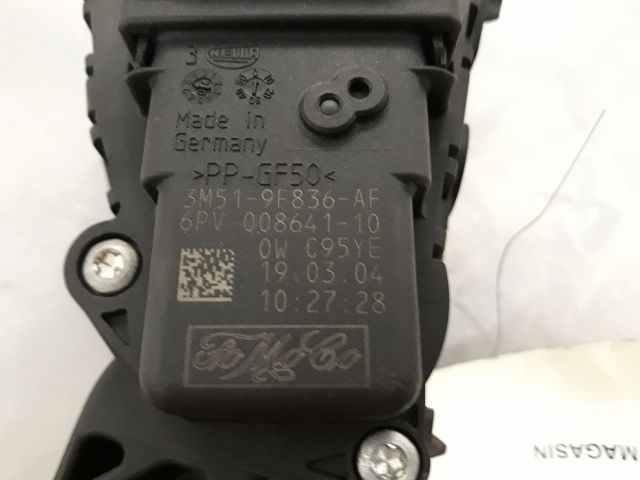 3 HELLA
Made in
Germany
>PP-GF50<
3M51-9F836-AF
6PV 008641-10
0W C95YE
19.03.04
10:27:28
FoMoCo
MAGASIN